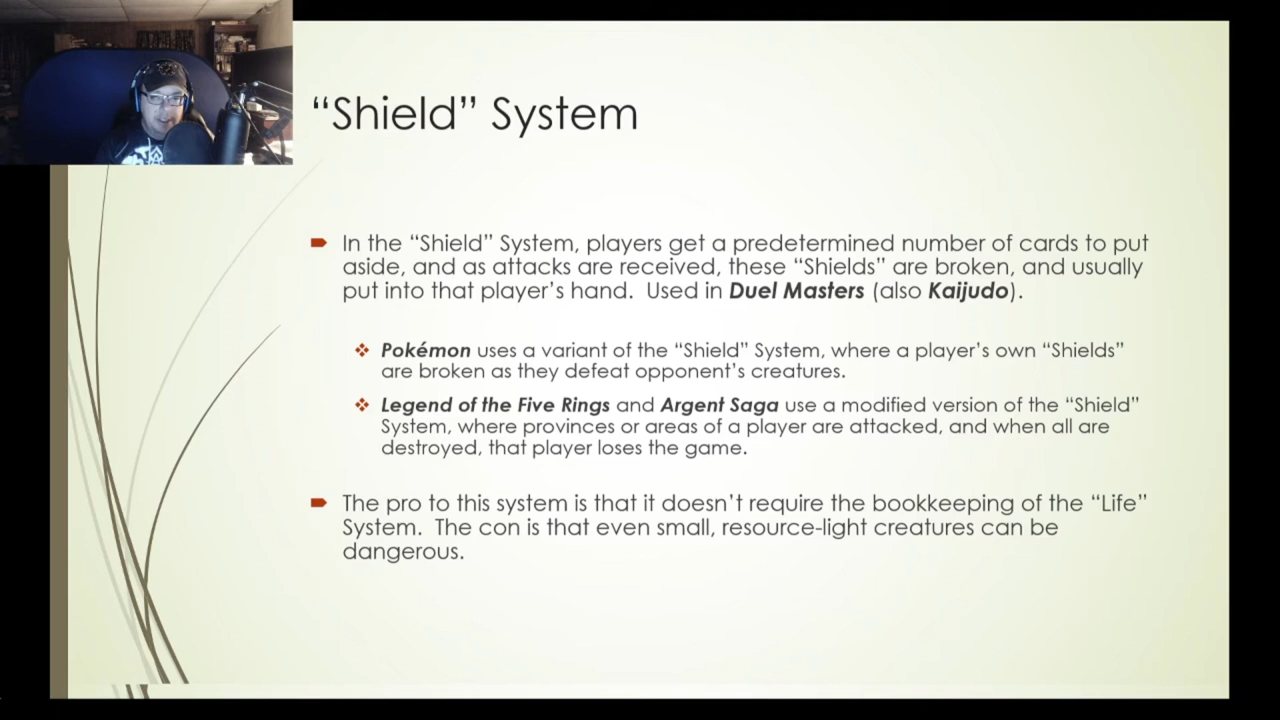 “Shield” System
In the “Shield” System, players get a predetermined number of cards to put
aside, and as attacks are received, these “Shields” are broken, and usually
put into that player’s hand.  Used in Duel Masters (also Kaijudo).
Pokémon uses a variant of the “Shield” System, where a player’s own “Shields”
are broken as they defeat opponent’s creatures.
Legend of the Five Rings and Argent Saga use a modified version of the “Shield”
System, where provinces or areas of a player are attacked, and when all are
destroyed, that player loses the game.
The pro to this system is that it doesn’t require the bookkeeping of the “Life”
System.  The con is that even small, resource-light creatures can be
dangerous.